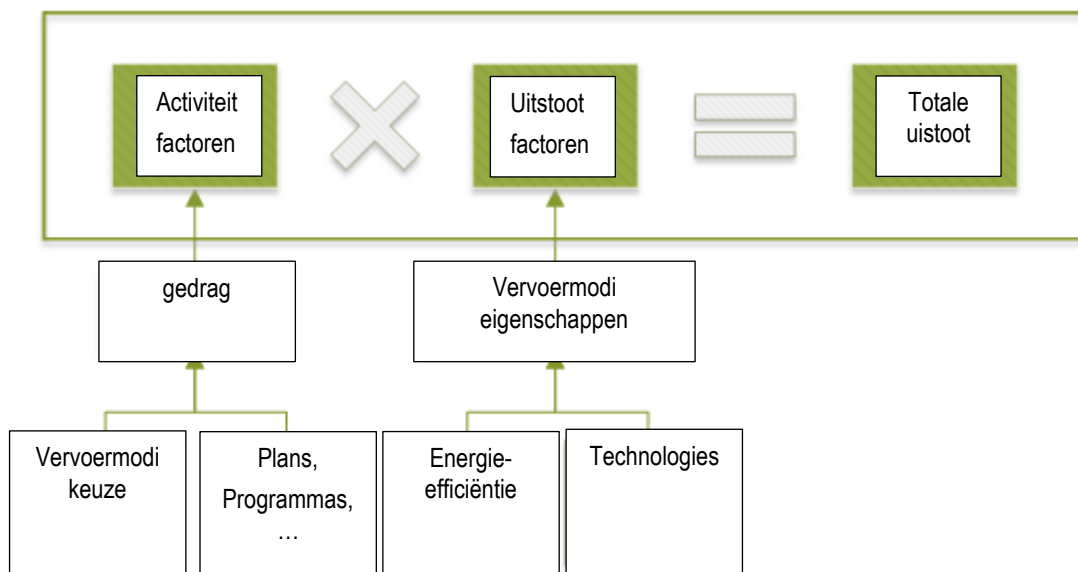 Activiteit
factoren
Uitstoot
factoren
Totale
uistoot
gedrag
Vervoermodi
eigenschappen
Vervoermodi
keuze
Plans,
Programmas,
…
Energie-
efficiëntie
Technologies